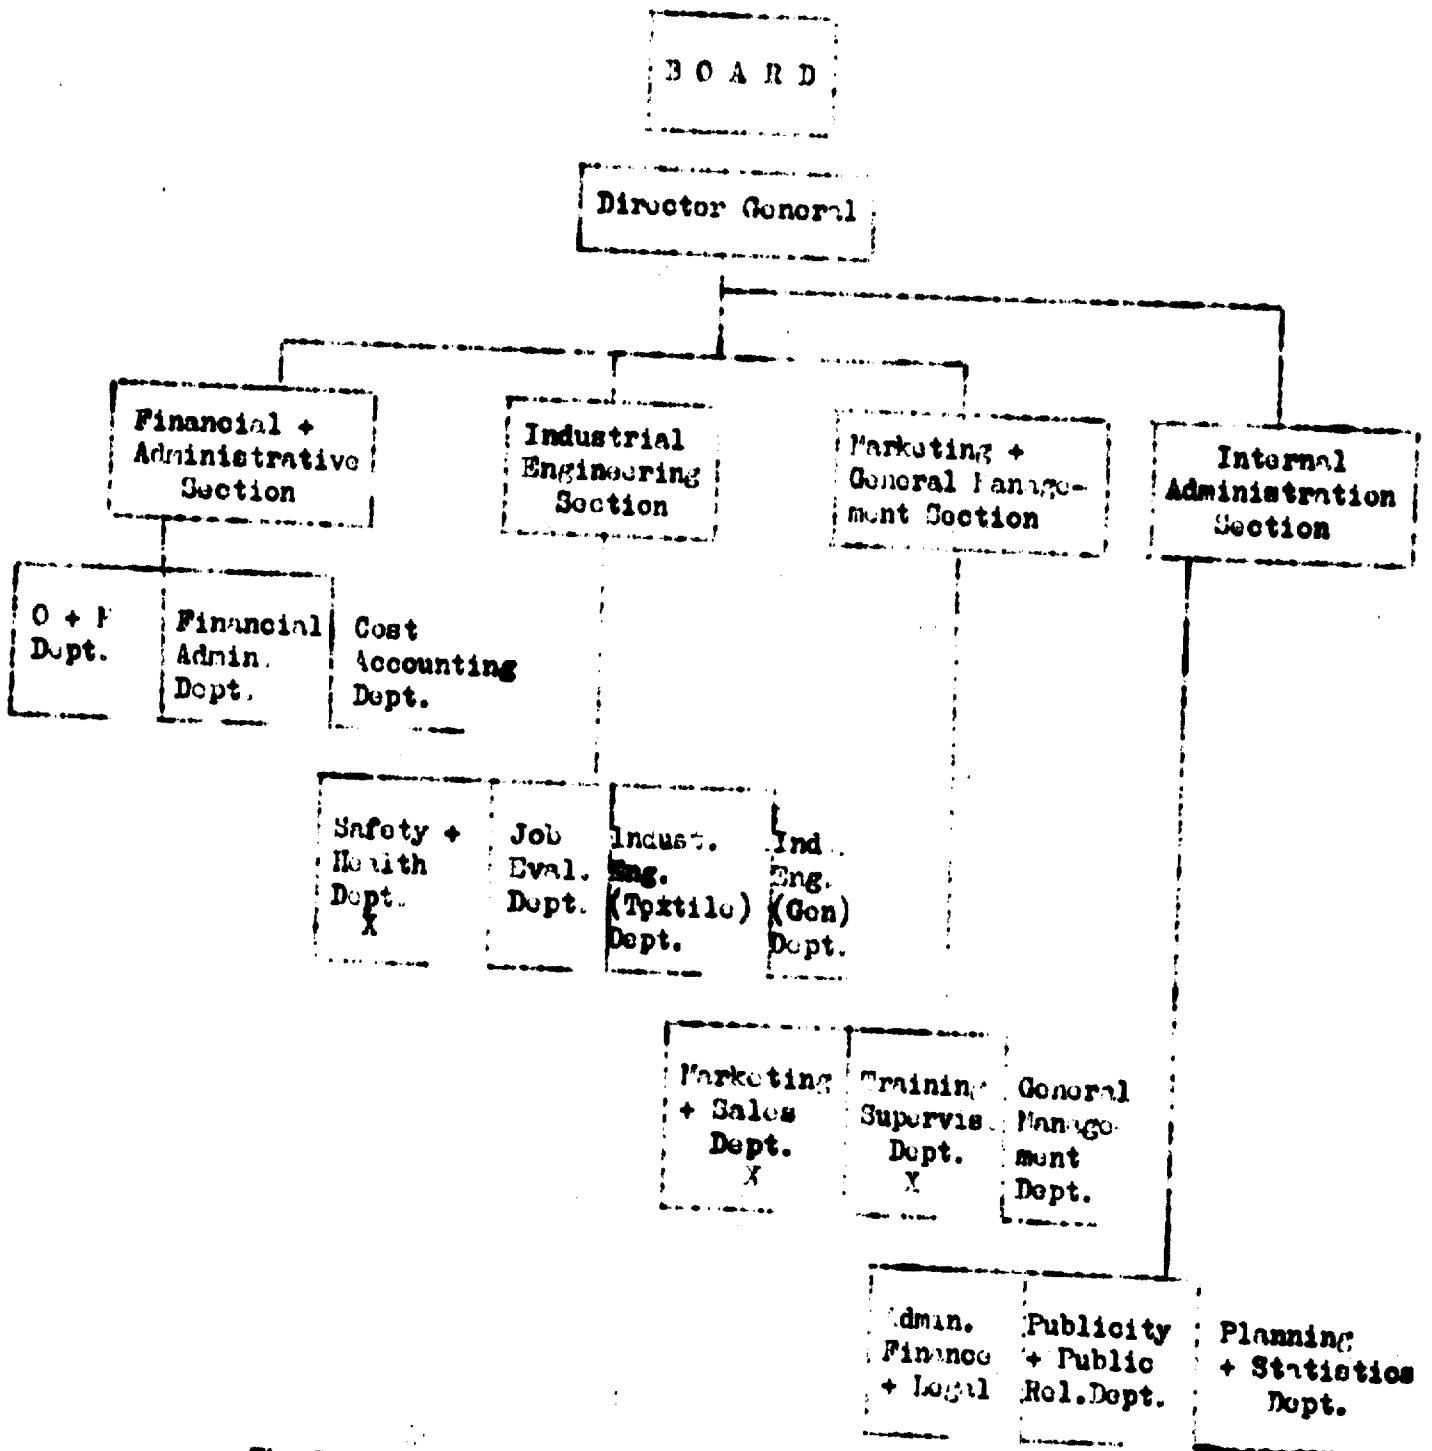 B O A R D
Director General
Financial +
Administrative
Section
Industrial
Engineering
Section
Marketing +
General Manage-
ment Section
Internal
Administration
Section
O +
Dept.
Financial
Admin.
Dept.
Cost
Accounting
Dept.
Safety +
Health
Dept.
X
Job
Eval.
Dept.
Indust.
Eng.
(Textile)
Dept.
Ind.
Eng.
(Gen)
Dept.
Marketing
+ Sales
Dept.
X
Training
Supervis.
Dept.
X
General
Manage-
ment
Dept.
Admin.
Finance
+ Legal
Publicity
+ Public
Rel.Dept.
Planning
+ Statistics
Dept.